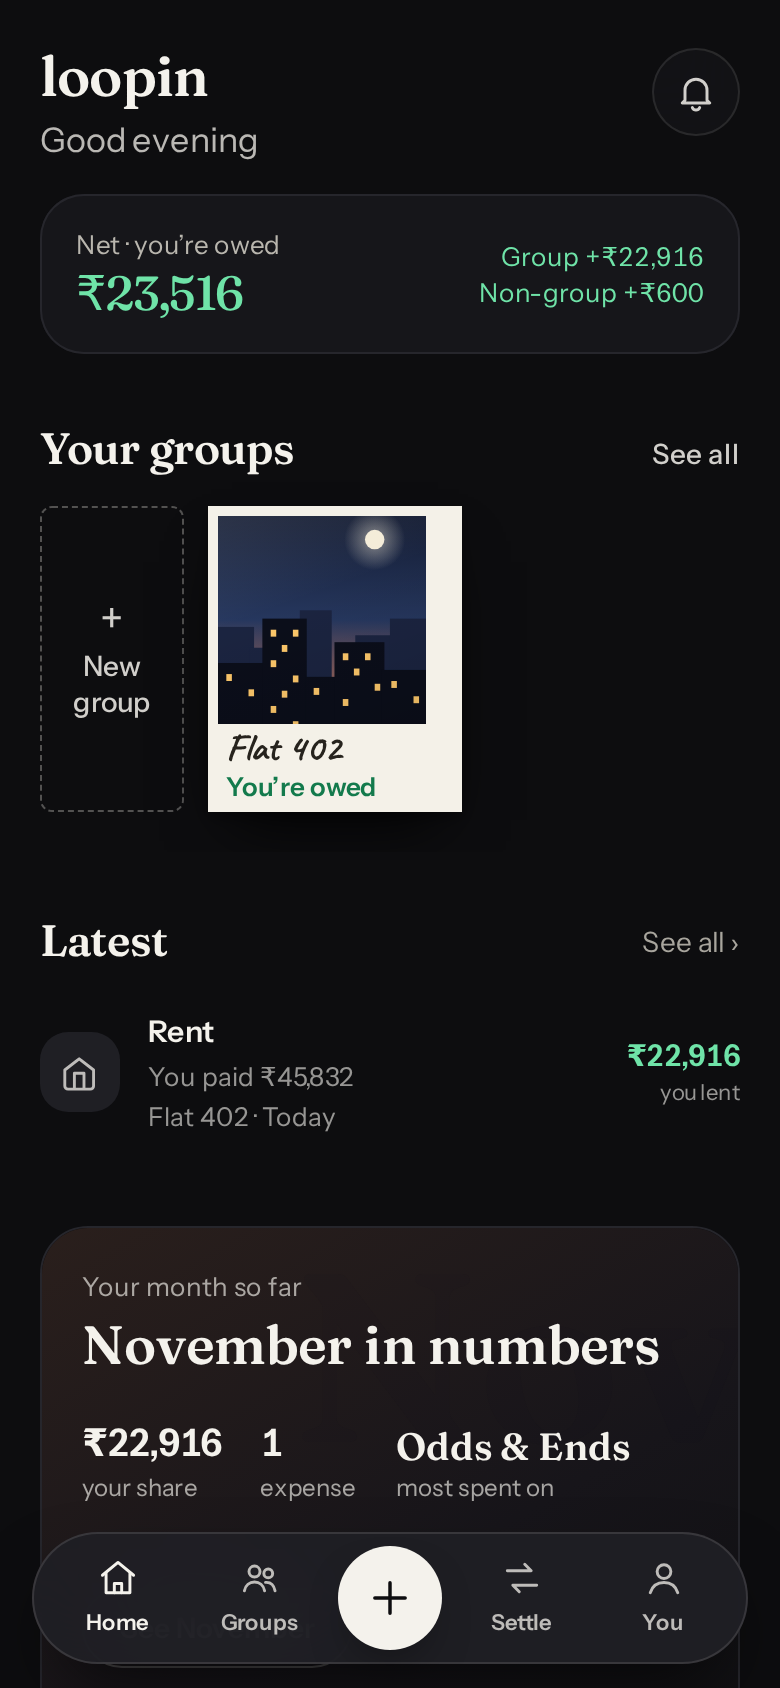 loopin
Good evening
Net · you're owed
₹23,516
Group +₹22,916
Non-group +₹600
Your groups
See all
+
New
group
Flat 402
You're owed
Latest
See all ›
Rent
You paid ₹45,832
Flat 402 · Today
₹22,916
you lent
Your month so far
November in numbers
₹22,916
your share
1
expense
Odds & Ends
most spent on
Home
Groups
Settle
You